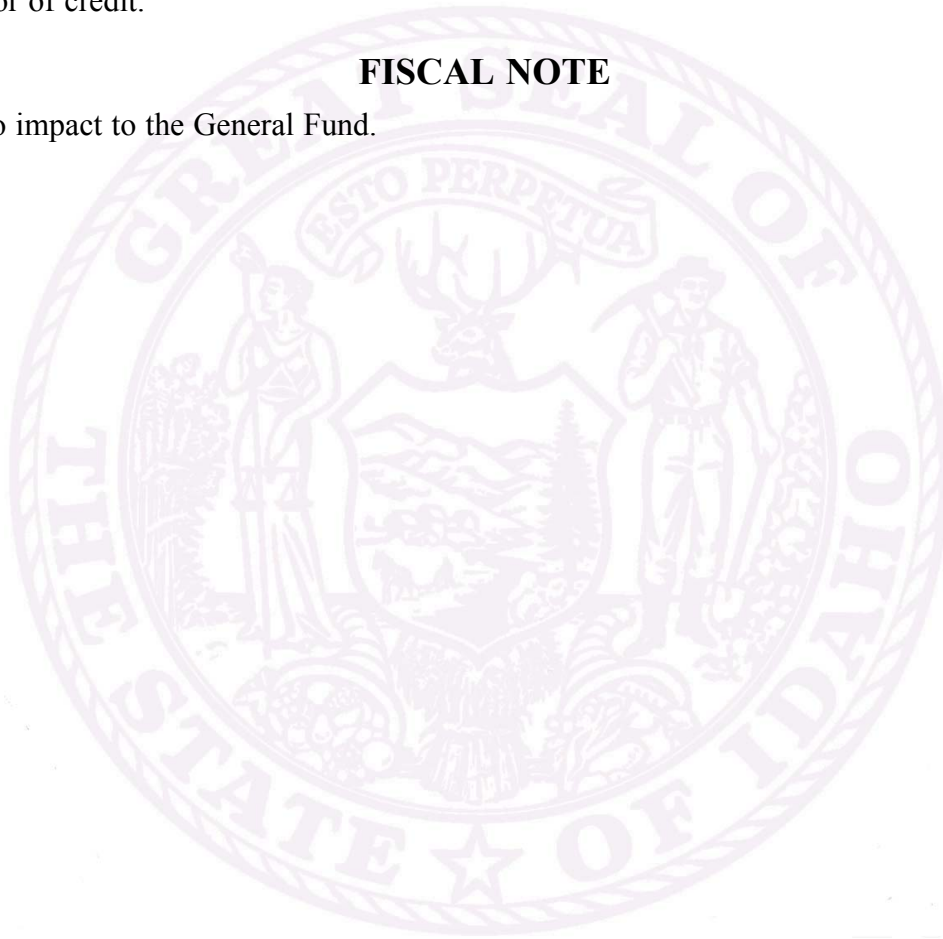 or of credit.
FISCAL NOTE
o impact to the General Fund.
GREAT SEAL OF
ESTO PERPETUA
THE STATE OF IDAHO